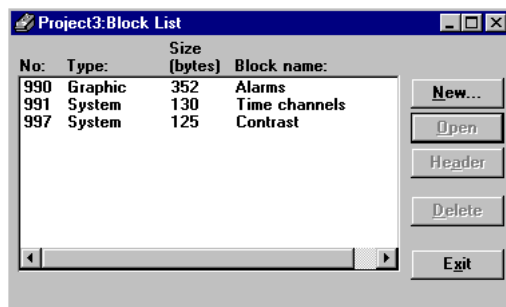 Project3:Block List
Size
No: Type: (bytes) Block name:
990 Graphic 352 Alarms
991 System 130 Time channels
997 System 125 Contrast
New...
Open
Header
Delete
Exit